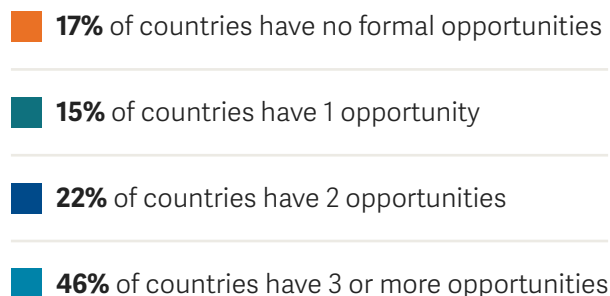 17% of countries have no formal opportunities
15% of countries have 1 opportunity
22% of countries have 2 opportunities
46% of countries have 3 or more opportunities